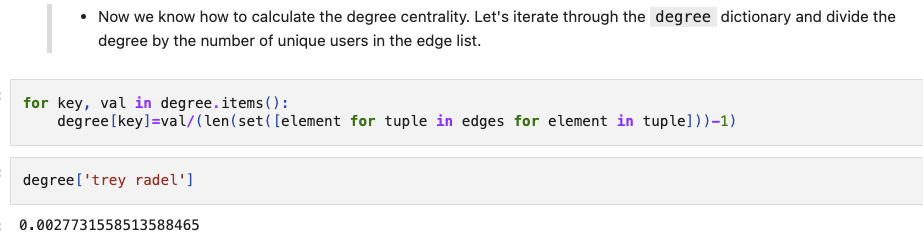 • Now we know how to calculate the degree centrality. Let's iterate through the degree dictionary and divide the
degree by the number of unique users in the edge list.
for key, val in degree.items():
    degree[key]=val/(len(set([element for tuple in edges for element in tuple]))-1)
degree['trey radel']
0.0027731558513588465